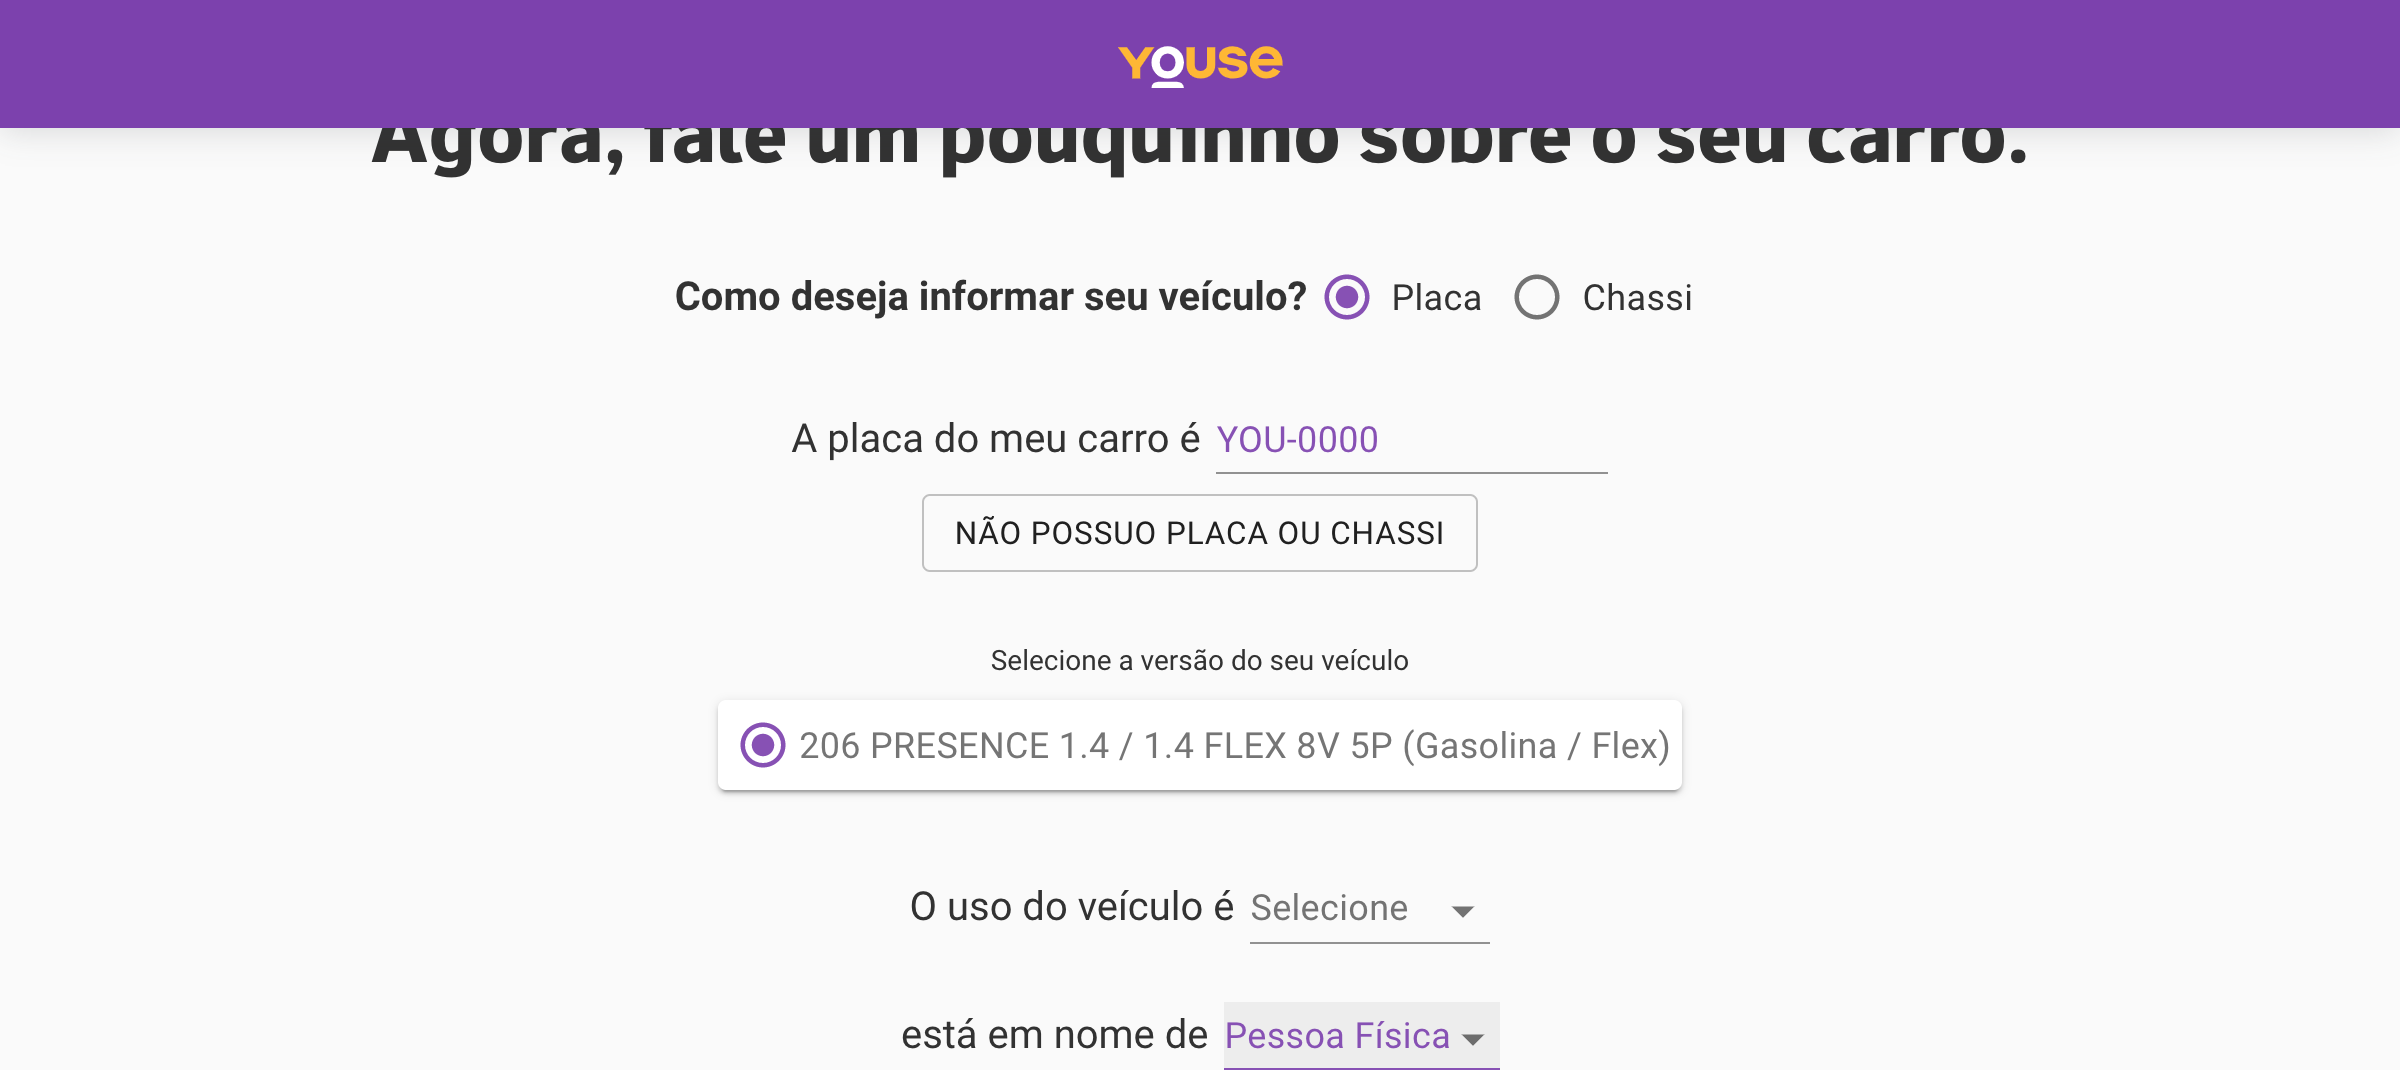 Youse
Agora, fale um pouquinho sobre o seu carro.
Como deseja informar seu veículo? Placa Chassi
A placa do meu carro é YOU-0000
NÃO POSSUO PLACA OU CHASSI
Selecione a versão do seu veículo
206 PRESENCE 1.4 / 1.4 FLEX 8V 5P (Gasolina / Flex)
O uso do veículo é Selecione
está em nome de Pessoa Física